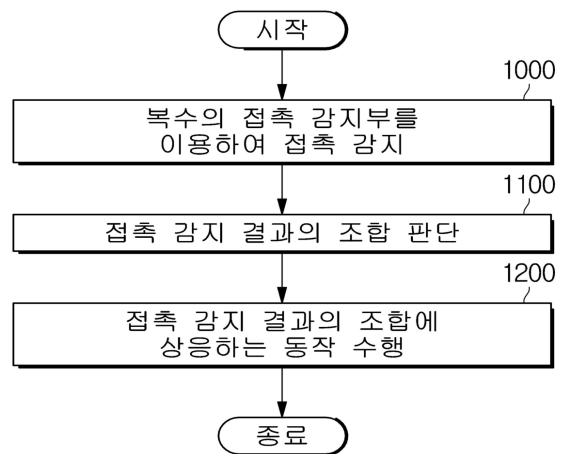 시작
1000
복수의 접촉 감지부를
이용하여 접촉 감지
1100
접촉 감지 결과의 조합 판단
1200
접촉 감지 결과의 조합에
상응하는 동작 수행
종료